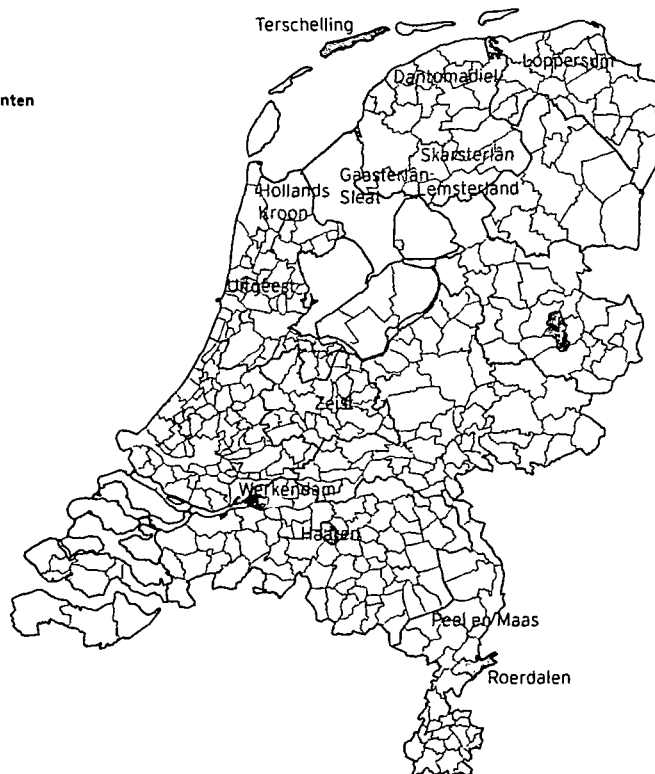 Terschelling
Loppersum
Dantumadiel
nten
Skarsterlân
Gaasterlân-
Sleat
Lemsterland
Hollands
Kroon
Uitgeest
Zeist
Werkendam
Haaren
Peel en Maas
Roerdalen